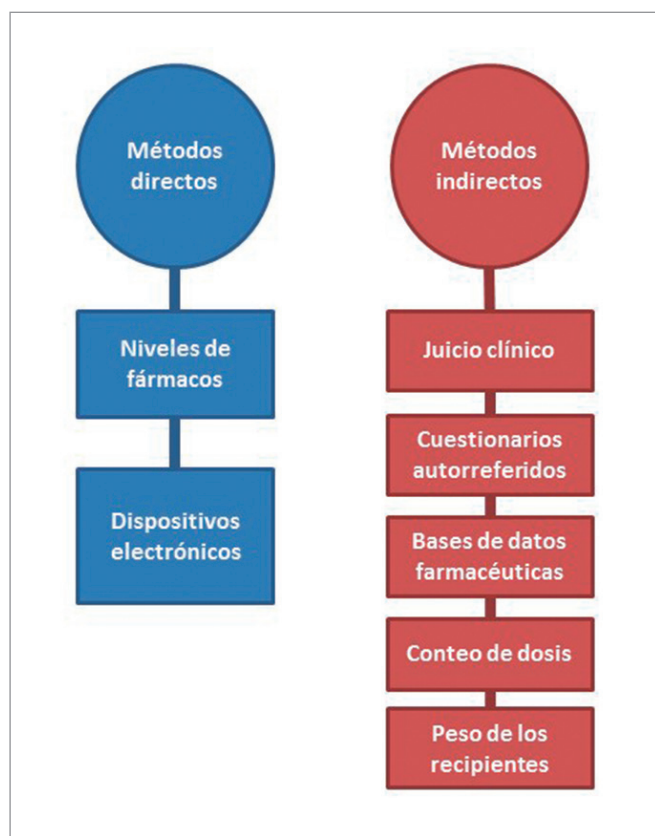 Métodos
directos
Niveles de
fármacos
Dispositivos
electrónicos
Métodos
indirectos
Juicio clínico
Cuestionarios
autorreferidos
Bases de datos
farmacéuticas
Conteo de dosis
Peso de los
recipientes